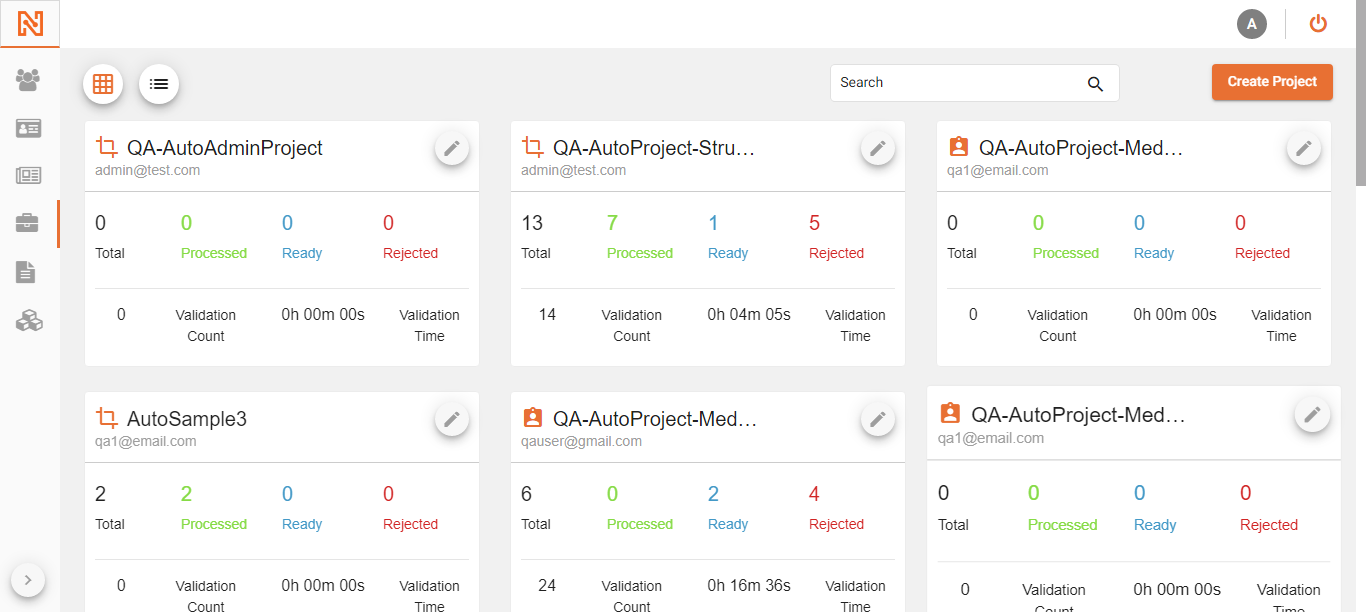 A
Search
Create Project
QA-AutoAdminProject
admin@test.com
0 0 0 0
Total Processed Ready Rejected
0 Validation Count 0h 00m 00s Validation Time
QA-AutoProject-Stru...
admin@test.com
13 7 1 5
Total Processed Ready Rejected
14 Validation Count 0h 04m 05s Validation Time
QA-AutoProject-Med...
qa1@email.com
0 0 0 0
Total Processed Ready Rejected
0 Validation Count 0h 00m 00s Validation Time
AutoSample3
qa1@email.com
2 2 0 0
Total Processed Ready Rejected
0 Validation Count 0h 00m 00s Validation Time
QA-AutoProject-Med...
qauser@gmail.com
6 0 2 4
Total Processed Ready Rejected
24 Validation Count 0h 16m 36s Validation Time
QA-AutoProject-Med...
qa1@email.com
0 0 0 0
Total Processed Ready Rejected
0 Validation Count 0h 00m 00s Validation Time